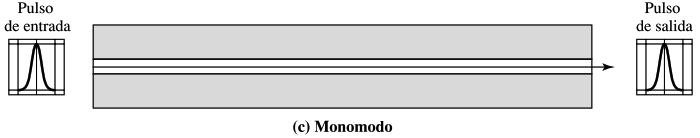 Pulso
de entrada
Pulso
de salida
(c) Monomodo